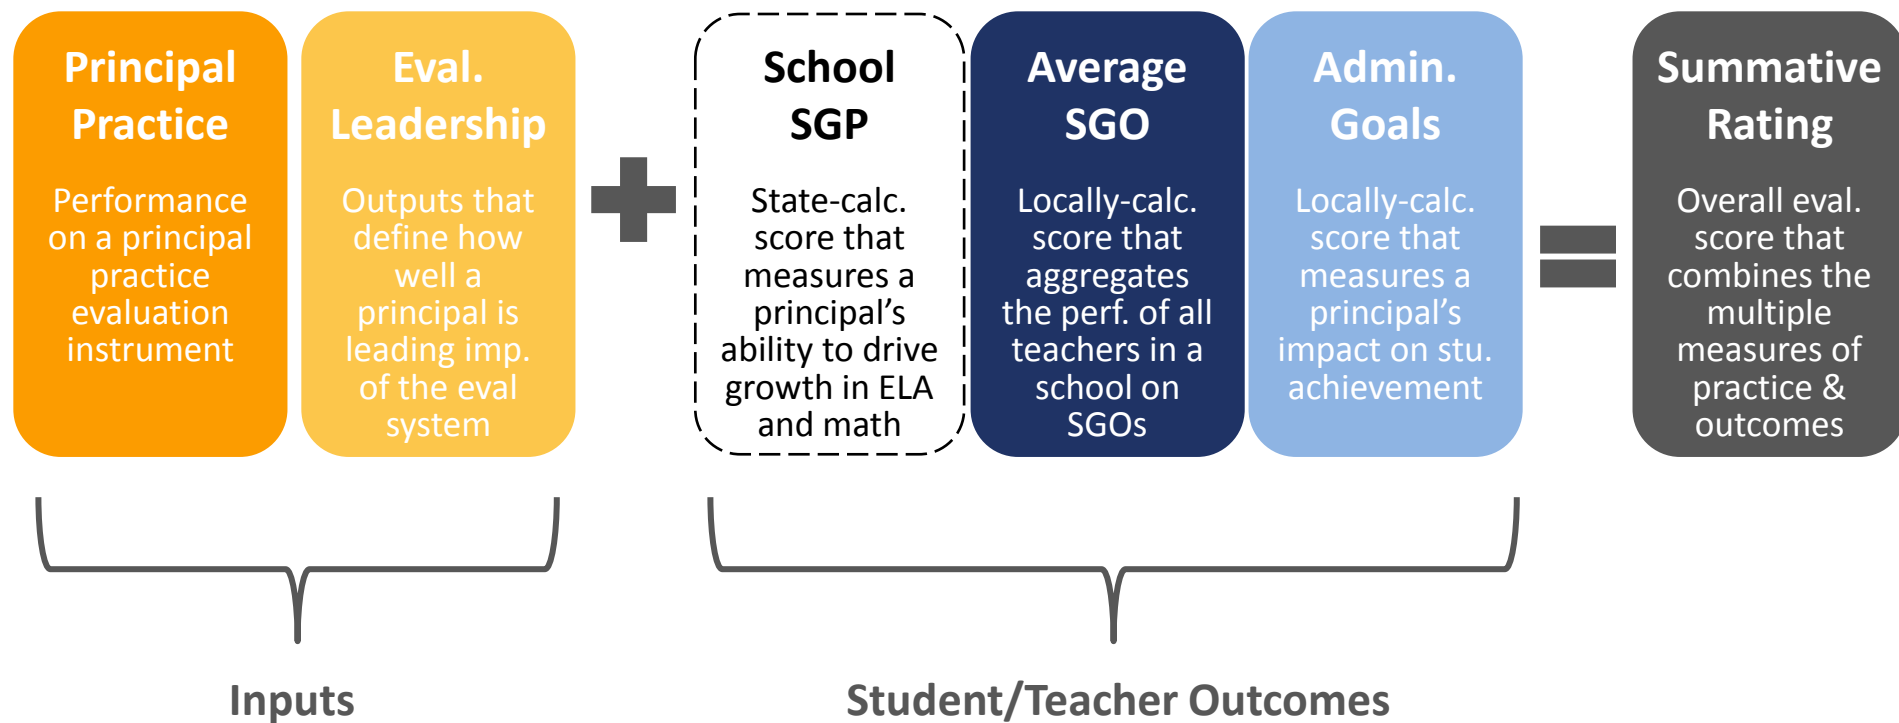 Principal
Practice
Performance
on a principal
practice
evaluation
instrument
Eval.
Leadership
Outputs that
define how
well a
principal is
leading imp.
of the eval
system
School
SGP
State-calc.
score that
measures a
principal’s
ability to drive
growth in ELA
and math
Average
SGO
Locally-calc.
score that
aggregates
the perf. of all
teachers in a
school on
SGOs
Admin.
Goals
Locally-calc.
score that
measures a
principal’s
impact on stu.
achievement
Summative
Rating
Overall eval.
score that
combines the
multiple
measures of
practice &
outcomes
Inputs
Student/Teacher Outcomes